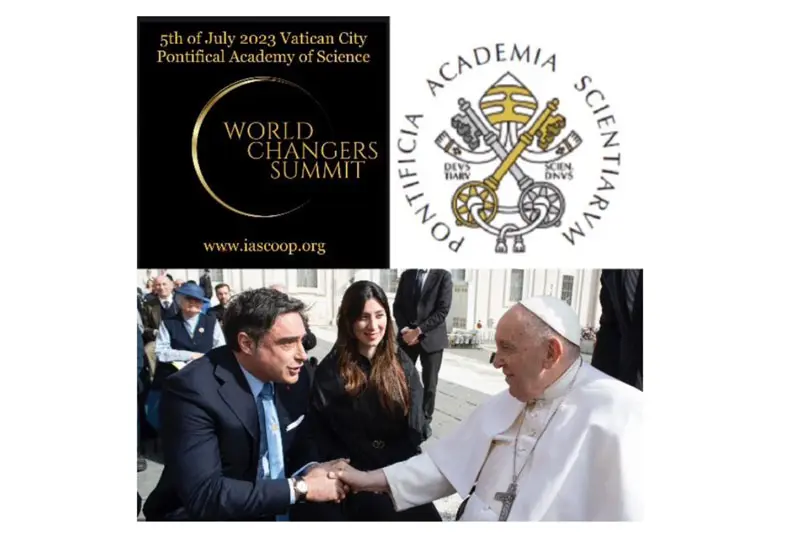 5th of July 2023 Vatican City
Pontifical Academy of Science
WORLD
CHANGERS
SUMMIT
www.iascoop.org
PONTIFICIA ACADEMIA SCIENTIARVM
DEVS SCIEN.
TIARV DNVS